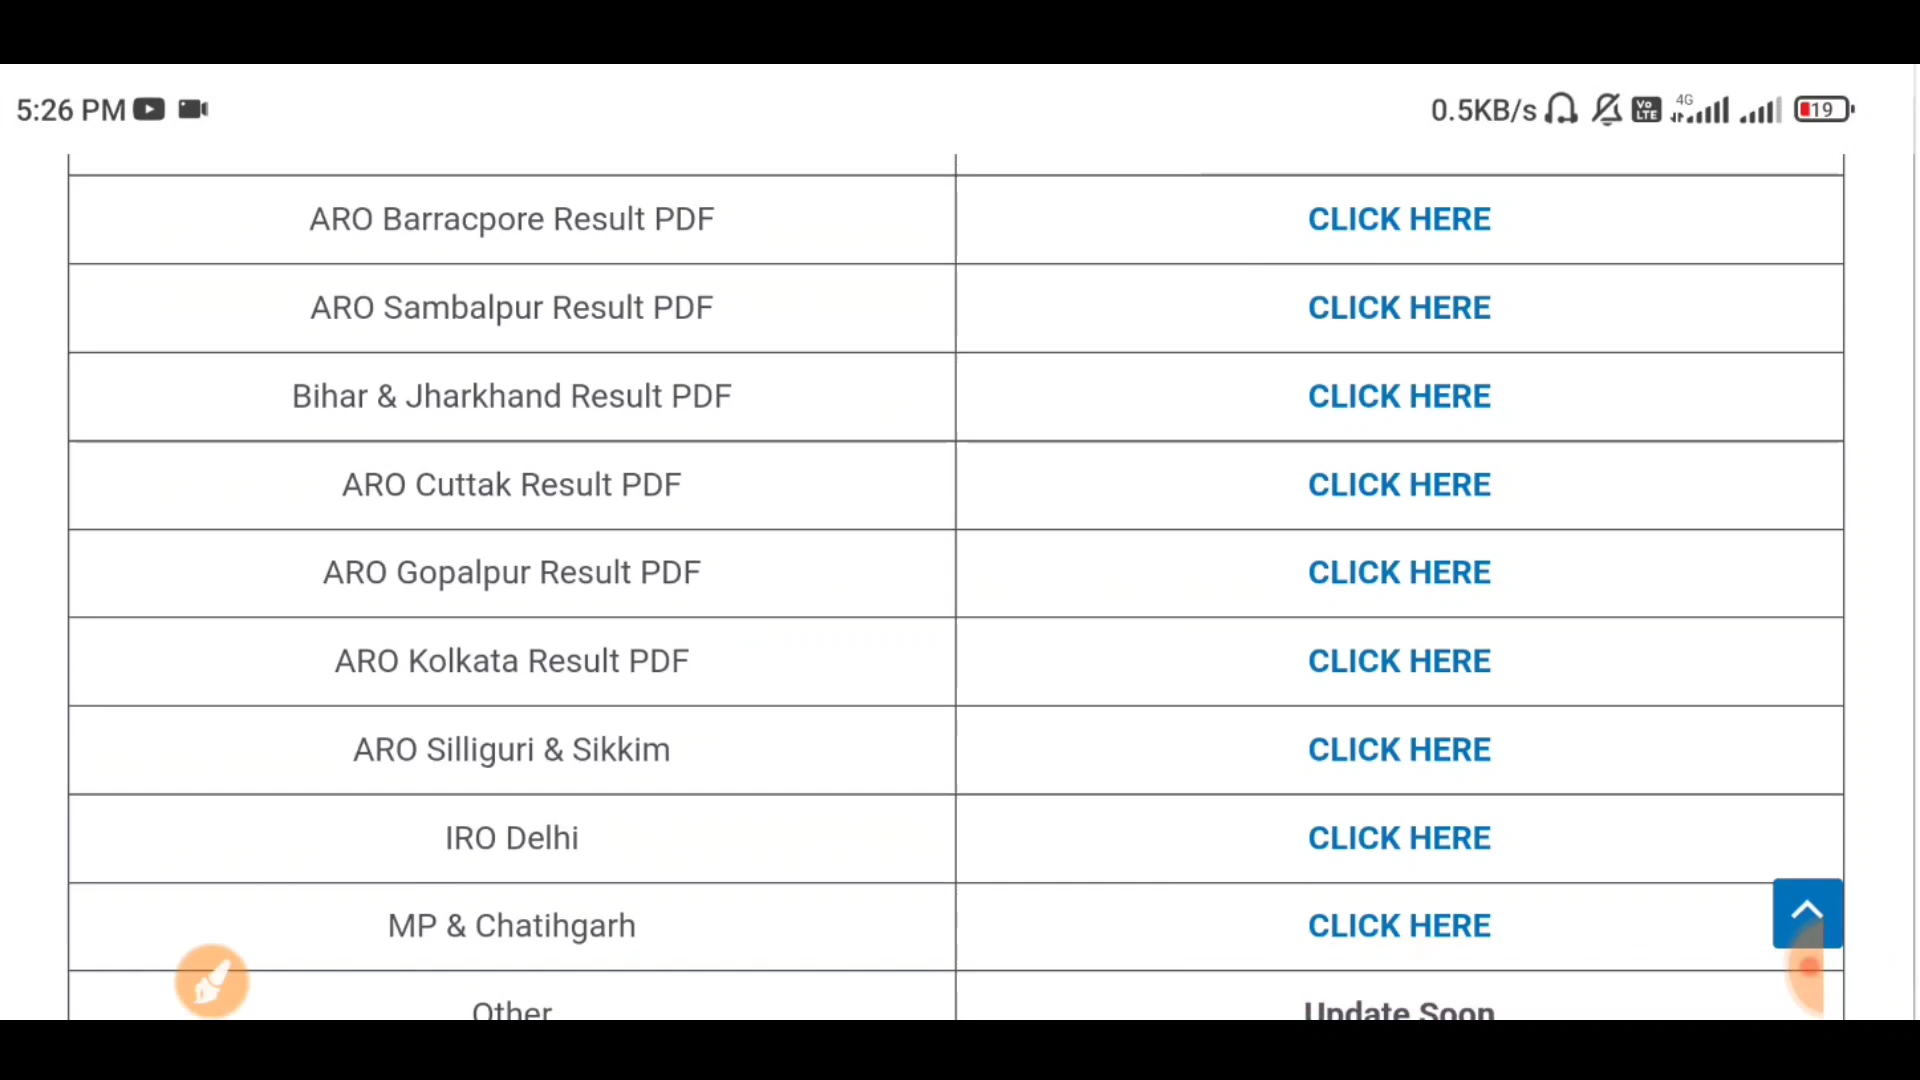 5:26 PM 0.5KB/s Vo LTE 4G 19
ARO Barracpore Result PDF CLICK HERE
ARO Sambalpur Result PDF CLICK HERE
Bihar & Jharkhand Result PDF CLICK HERE
ARO Cuttak Result PDF CLICK HERE
ARO Gopalpur Result PDF CLICK HERE
ARO Kolkata Result PDF CLICK HERE
ARO Silliguri & Sikkim CLICK HERE
IRO Delhi CLICK HERE
MP & Chatihgarh CLICK HERE
Other Update Soon